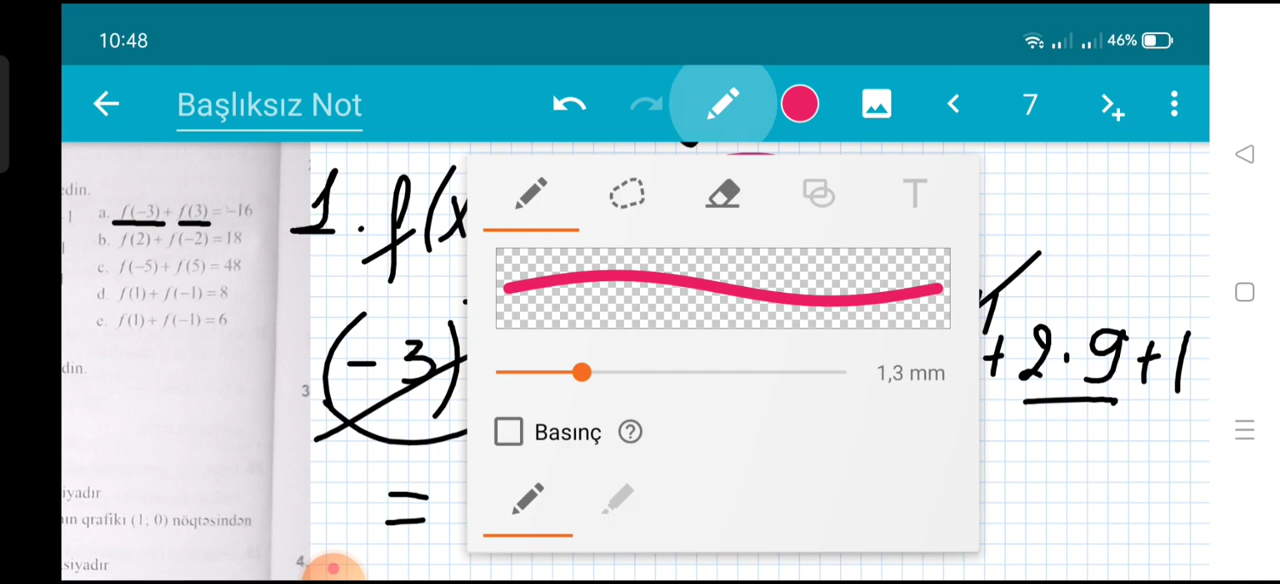 10:48
46%
Başlıksız Not
7
edin.
a. f(-3) + f(3) = -16
b. f(2) + f(-2) = 18
c. f(-5) + f(5) = 48
d. f(1) + f(-1) = 8
e. f(1) + f(-1) = 6
din.
3
iyadır
ın qrafiki (1; 0) nöqtəsindən
siyadır
4.
1. f(x
(-3)
+2.9+1
=
T
1,3 mm
Basınç
?